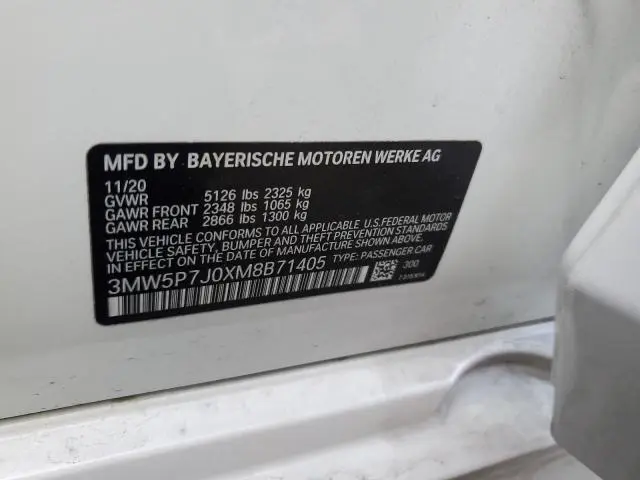 MFD BY BAYERISCHE MOTOREN WERKE AG
11/20
GVWR 5126 lbs 2325 kg
GAWR FRONT 2348 lbs 1065 kg
GAWR REAR 2866 lbs 1300 kg
THIS VEHICLE CONFORMS TO ALL APPLICABLE U.S.FEDERAL MOTOR
VEHICLE SAFETY, BUMPER AND THEFT PREVENTION STANDARDS
IN EFFECT ON THE DATE OF MANUFACTURE SHOWN ABOVE.
3MW5P7J0XM8B71405 TYPE: PASSENGER CAR
300